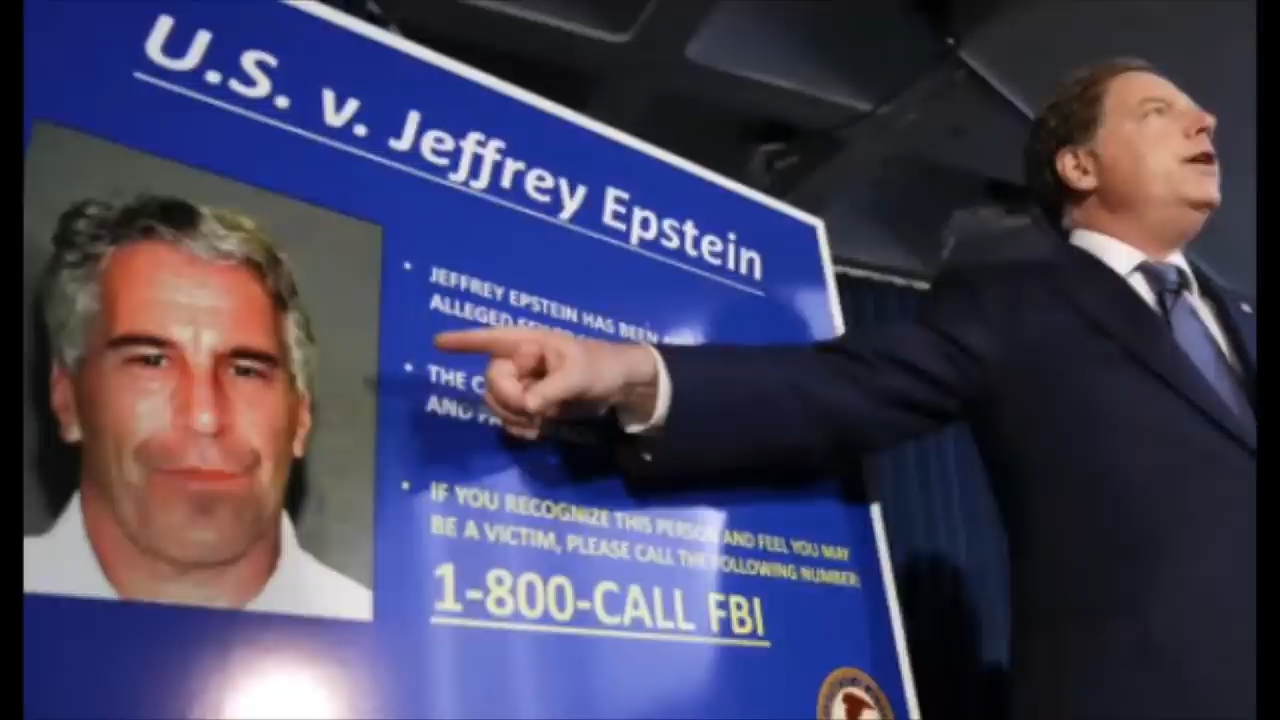 U.S. v. Jeffrey Epstein
• JEFFREY EPSTEIN HAS BEEN
ALLEGED
• THE
AND
• IF YOU RECOGNIZE THIS PERSON AND FEEL YOU MAY
BE A VICTIM, PLEASE CALL THE FOLLOWING NUMBER:
1-800-CALL FBI